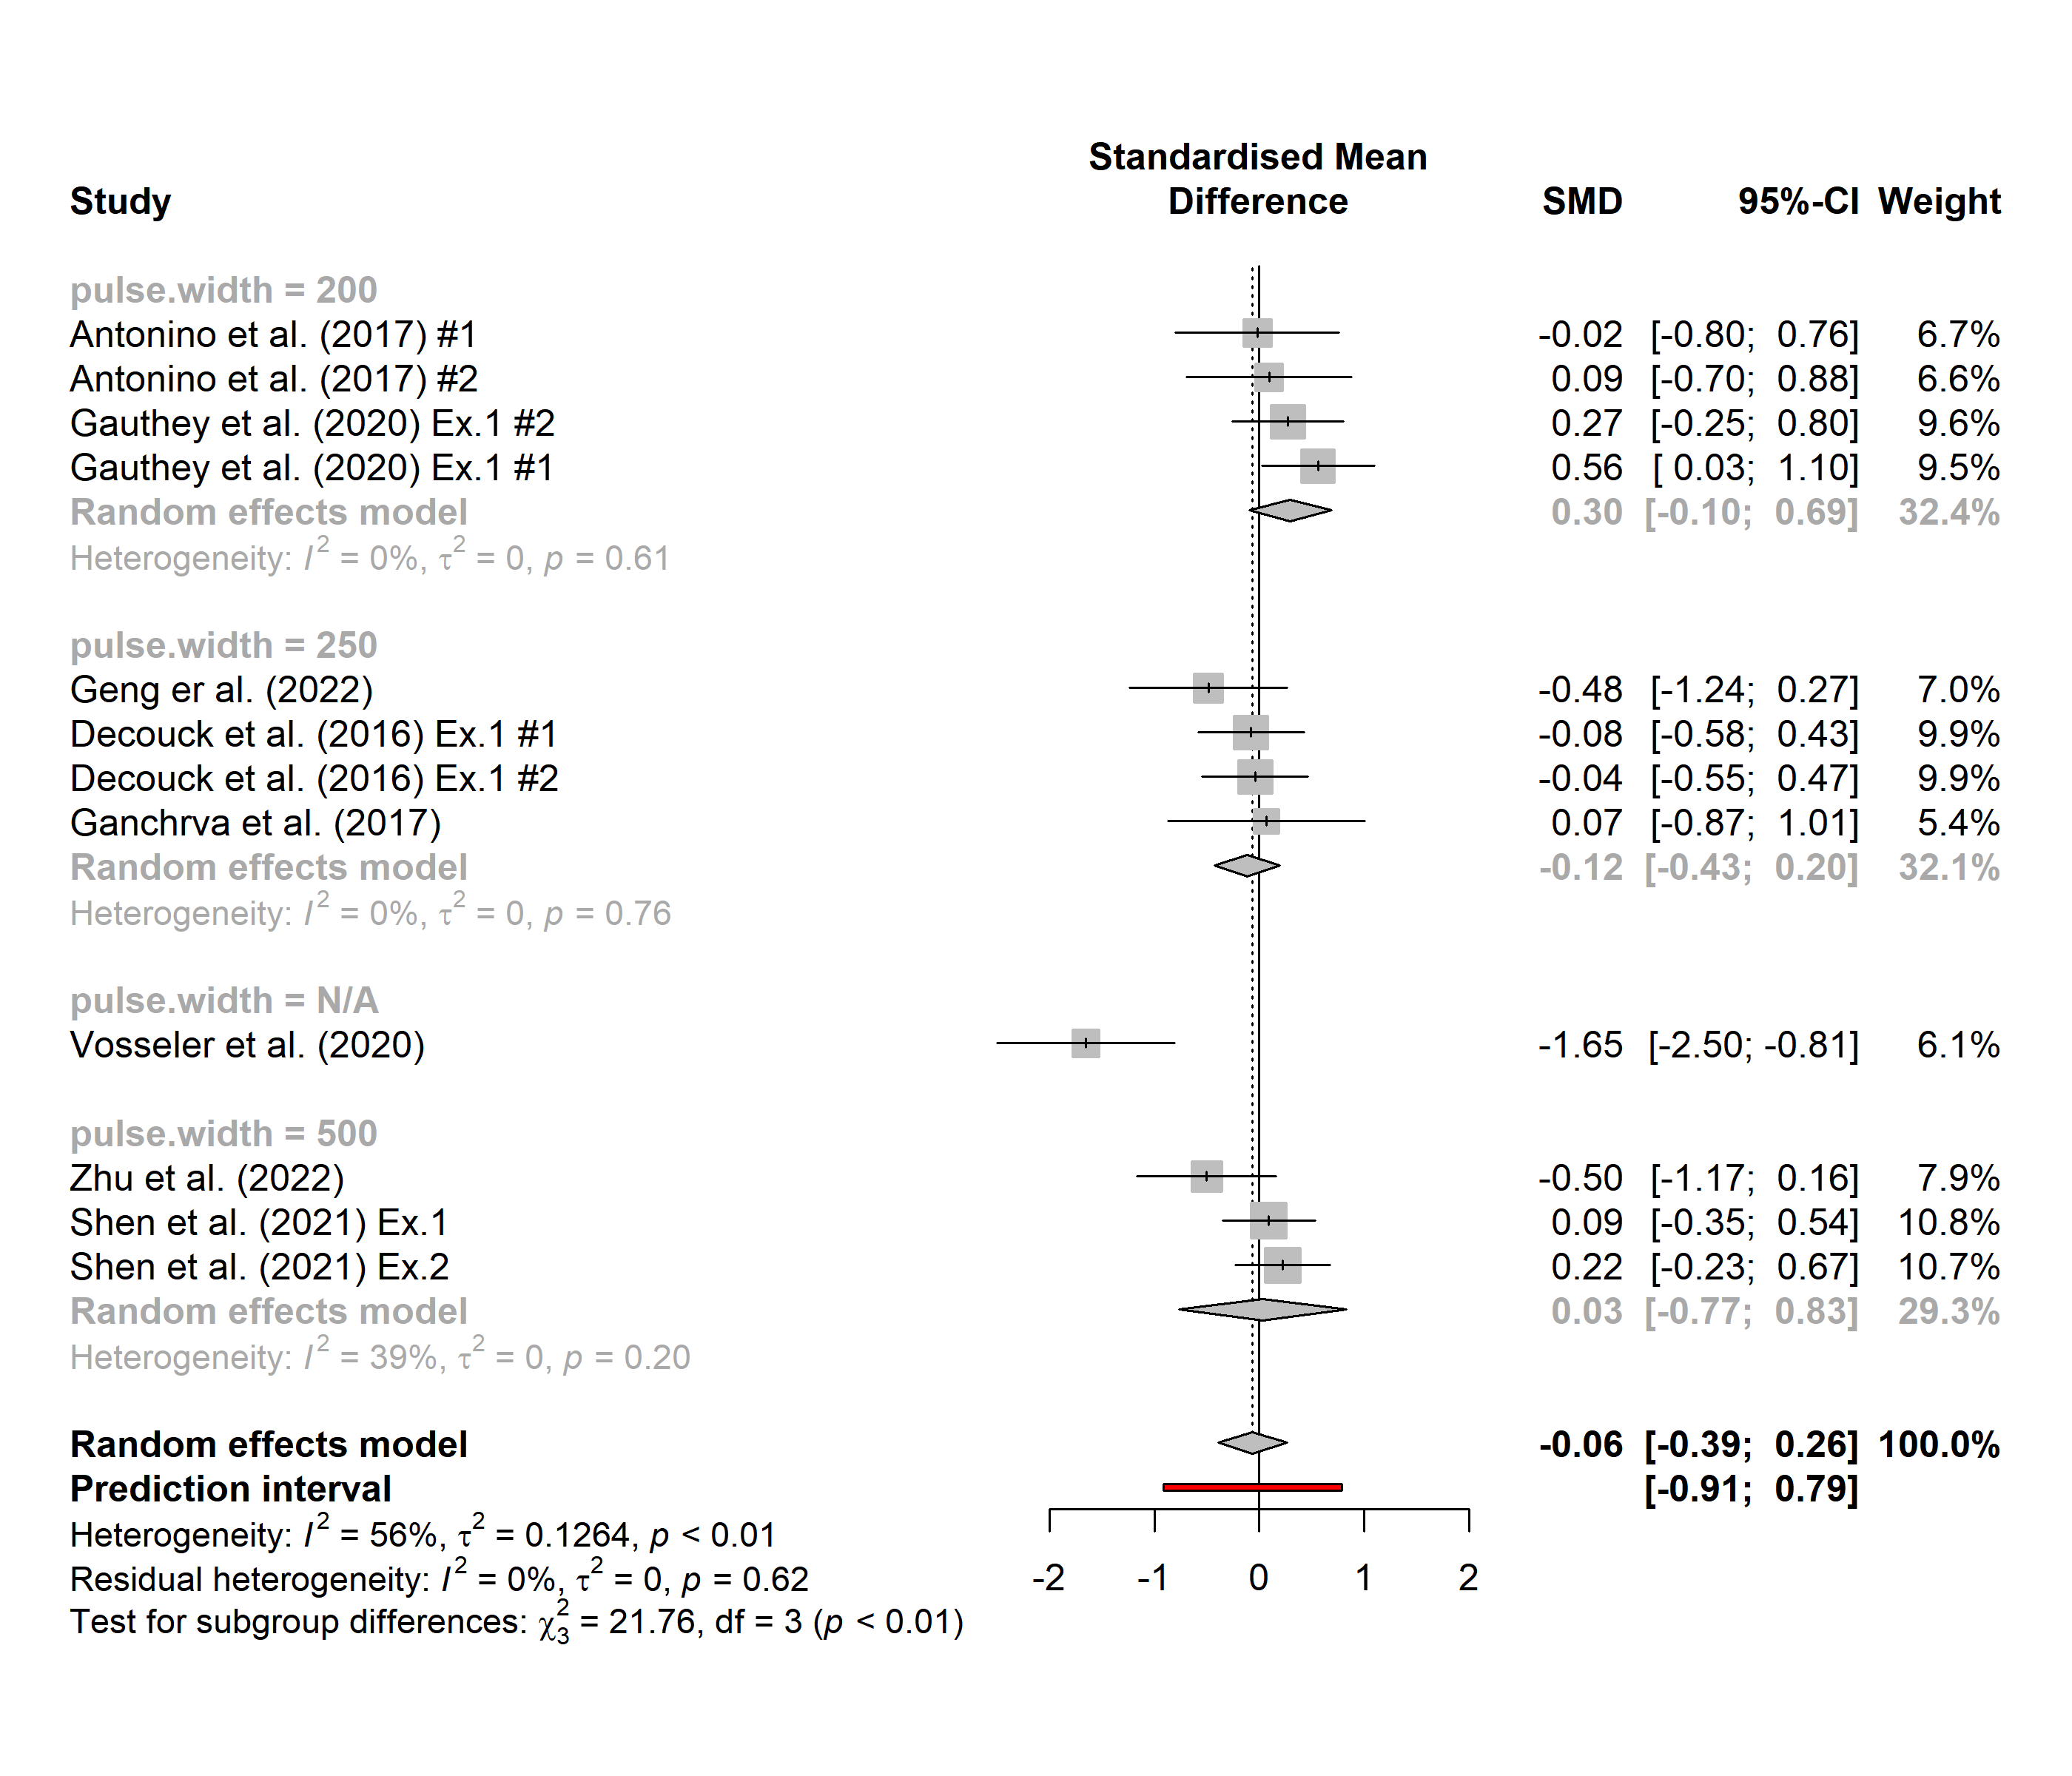 Standardised Mean
Study Difference SMD 95%-CI Weight
pulse.width = 200
Antonino et al. (2017) #1 -0.02 [-0.80; 0.76] 6.7%
Antonino et al. (2017) #2 0.09 [-0.70; 0.88] 6.6%
Gauthey et al. (2020) Ex.1 #2 0.27 [-0.25; 0.80] 9.6%
Gauthey et al. (2020) Ex.1 #1 0.56 [ 0.03; 1.10] 9.5%
Random effects model 0.30 [-0.10; 0.69] 32.4%
Heterogeneity: I² = 0%, τ² = 0, p = 0.61
pulse.width = 250
Geng er al. (2022) -0.48 [-1.24; 0.27] 7.0%
Decouck et al. (2016) Ex.1 #1 -0.08 [-0.58; 0.43] 9.9%
Decouck et al. (2016) Ex.1 #2 -0.04 [-0.55; 0.47] 9.9%
Ganchrva et al. (2017) 0.07 [-0.87; 1.01] 5.4%
Random effects model -0.12 [-0.43; 0.20] 32.1%
Heterogeneity: I² = 0%, τ² = 0, p = 0.76
pulse.width = N/A
Vosseler et al. (2020) -1.65 [-2.50; -0.81] 6.1%
pulse.width = 500
Zhu et al. (2022) -0.50 [-1.17; 0.16] 7.9%
Shen et al. (2021) Ex.1 0.09 [-0.35; 0.54] 10.8%
Shen et al. (2021) Ex.2 0.22 [-0.23; 0.67] 10.7%
Random effects model 0.03 [-0.77; 0.83] 29.3%
Heterogeneity: I² = 39%, τ² = 0, p = 0.20
Random effects model -0.06 [-0.39; 0.26] 100.0%
Prediction interval [-0.91; 0.79]
Heterogeneity: I² = 56%, τ² = 0.1264, p < 0.01
Residual heterogeneity: I² = 0%, τ² = 0, p = 0.62
-2 -1 0 1 2
Test for subgroup differences: χ²₃ = 21.76, df = 3 (p < 0.01)